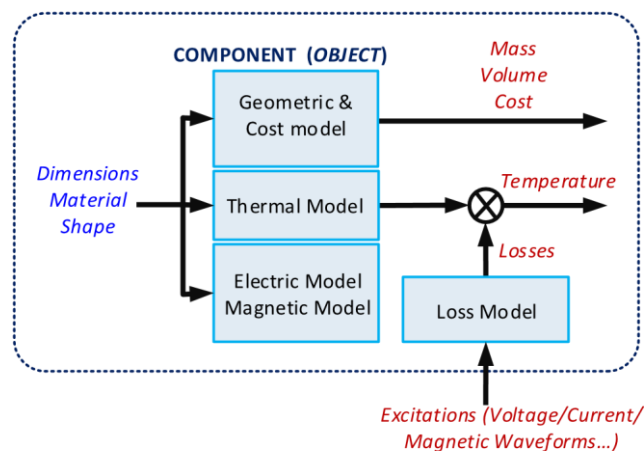 COMPONENT (OBJECT)
Mass
Volume
Cost
Geometric &
Cost model
Dimensions
Material
Shape
Thermal Model
Temperature
Losses
Electric Model
Magnetic Model
Loss Model
Excitations (Voltage/Current/
Magnetic Waveforms...)